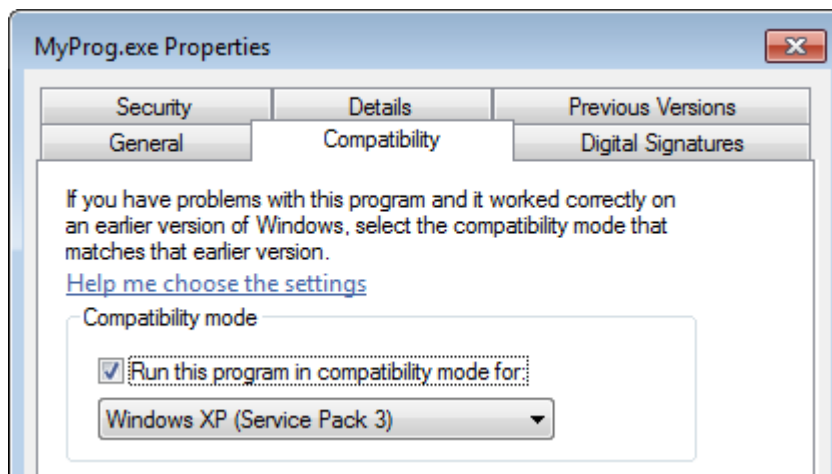 MyProg.exe Properties
Security Details Previous Versions
General Compatibility Digital Signatures
If you have problems with this program and it worked correctly on
an earlier version of Windows, select the compatibility mode that
matches that earlier version.
Help me choose the settings
Compatibility mode
Run this program in compatibility mode for:
Windows XP (Service Pack 3)